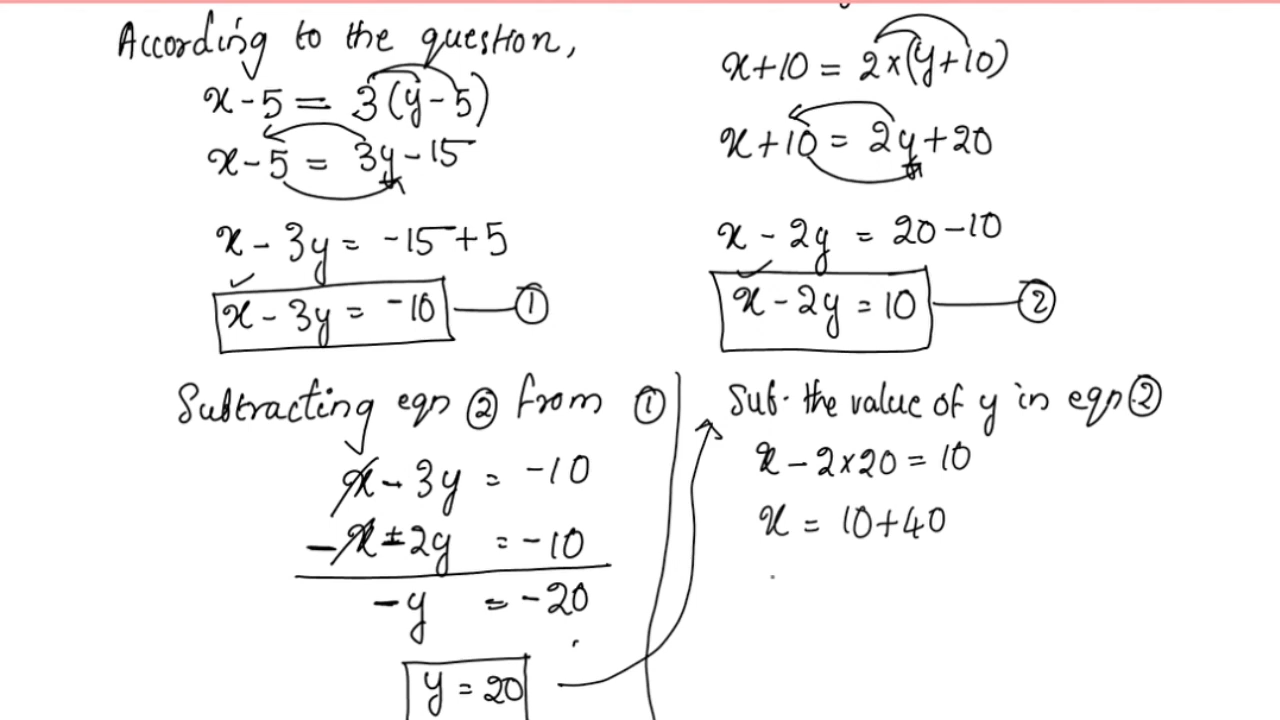 According to the question,
x - 5 = 3(y - 5)
x - 5 = 3y - 15
x - 3y = -15 + 5
x - 3y = -10 ①
x + 10 = 2 × (y + 10)
x + 10 = 2y + 20
x - 2y = 20 - 10
x - 2y = 10 ②
Subtracting eqn ② from ①
x - 3y = -10
- x ± 2y = -10
-y = -20
y = 20
Sub. the value of y in eqn ②
x - 2 × 20 = 10
x = 10 + 40